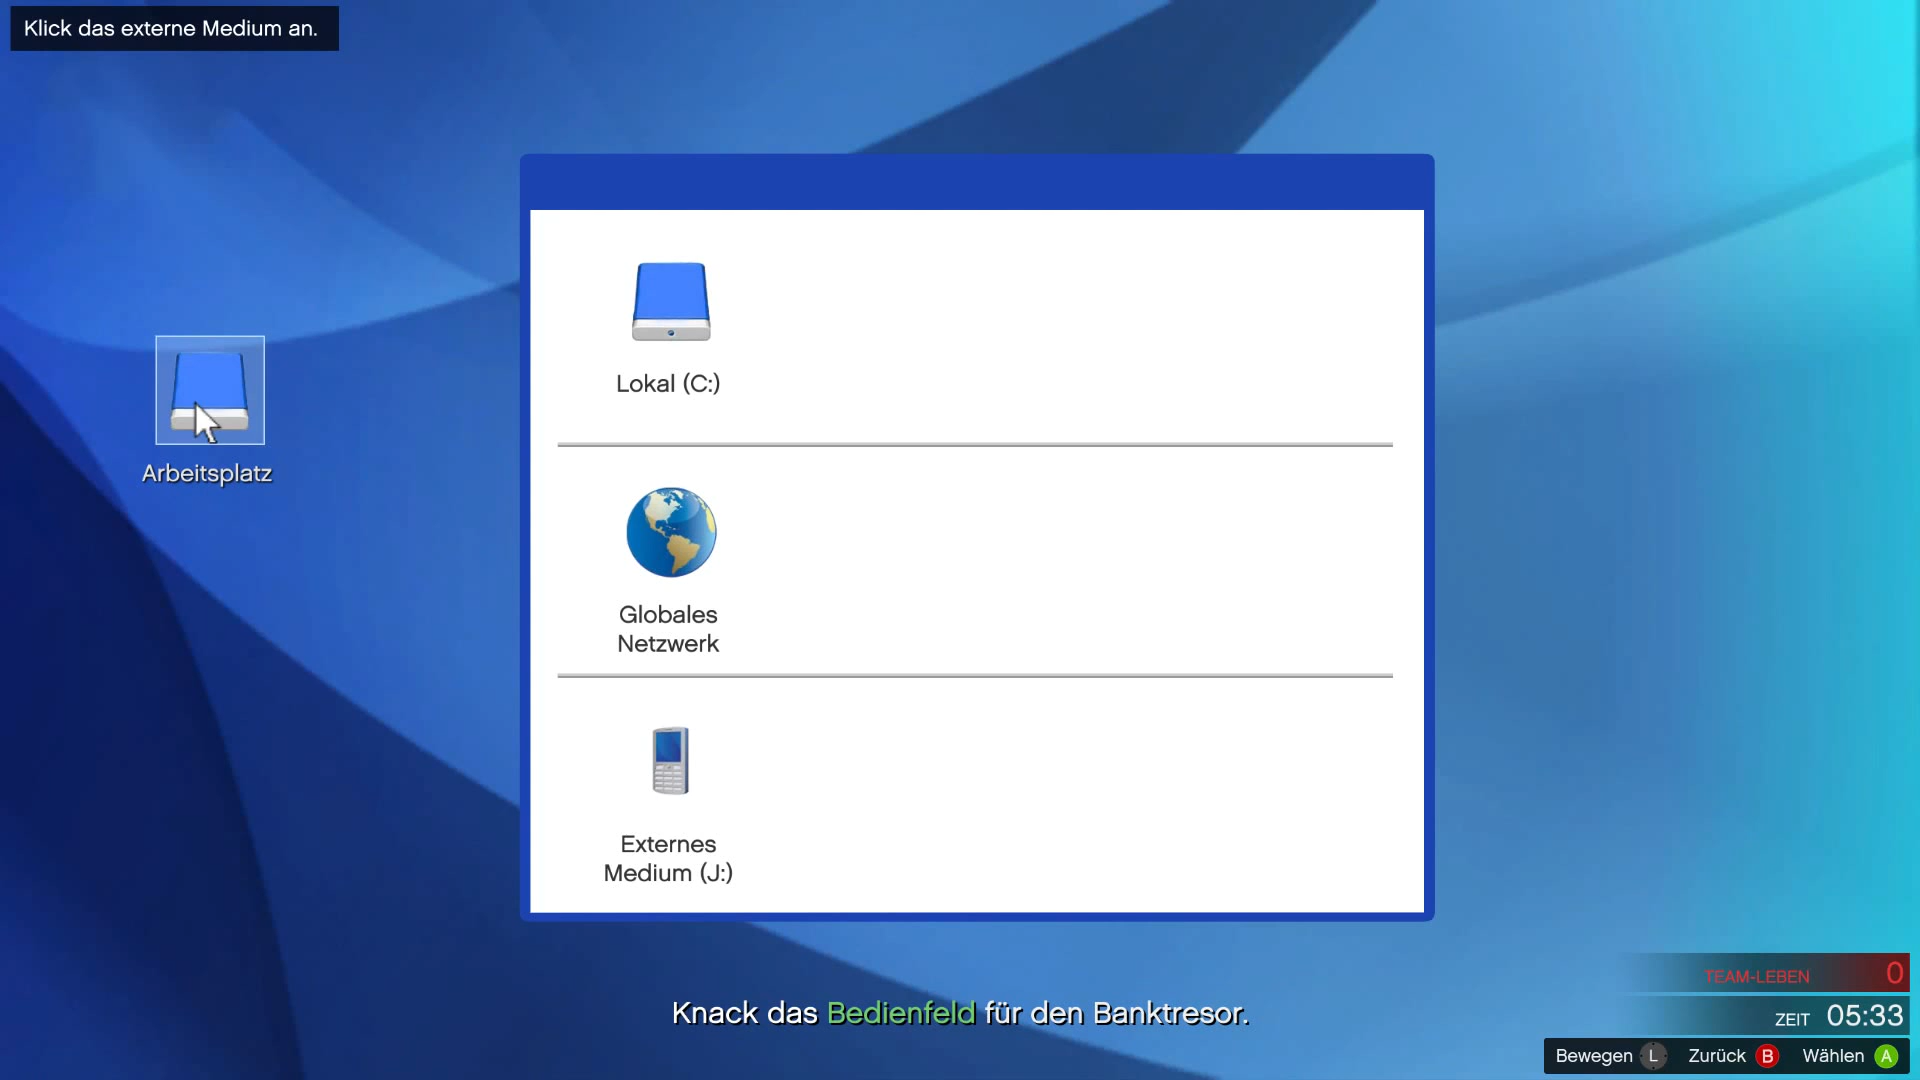 Klick das externe Medium an.
Lokal (C:)
Arbeitsplatz
Globales
Netzwerk
Externes
Medium (J:)
TEAM-LEBEN 0
Knack das Bedienfeld für den Banktresor.
ZEIT 05:33
Bewegen L Zurück B Wählen A